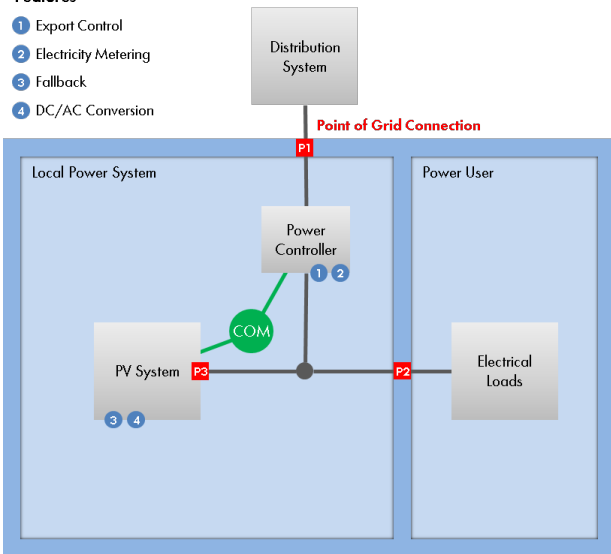 Features
1 Export Control
2 Electricity Metering
3 Fallback
4 DC/AC Conversion
Distribution
System
Point of Grid Connection
P1
Local Power System
Power User
Power
Controller
1 2
COM
PV System
P3
P2
Electrical
Loads
3 4